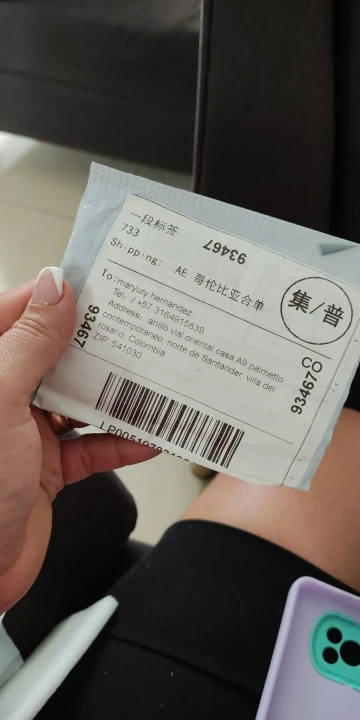 一段标签
733
93467
Shipping: AE 哥伦比亚合单
集/普
To: maryury hernandez
Tel: /+57 3164915839
Address: anillo vial oriental casa A9 palmetto
contemporaneo, norte de Santander, villa del
rosario, Colombia
ZIP: 541030
93467
93467CO